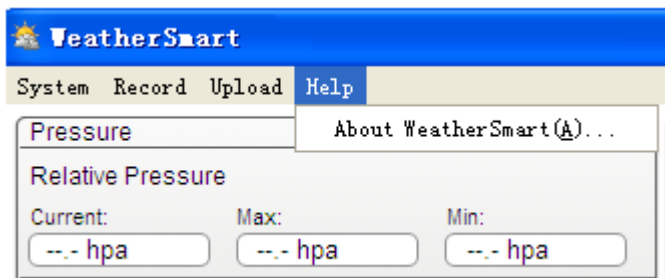 WeatherSmart
System Record Upload Help
About WeatherSmart(A)...
Pressure
Relative Pressure
Current: Max: Min:
--.- hpa --.- hpa --.- hpa